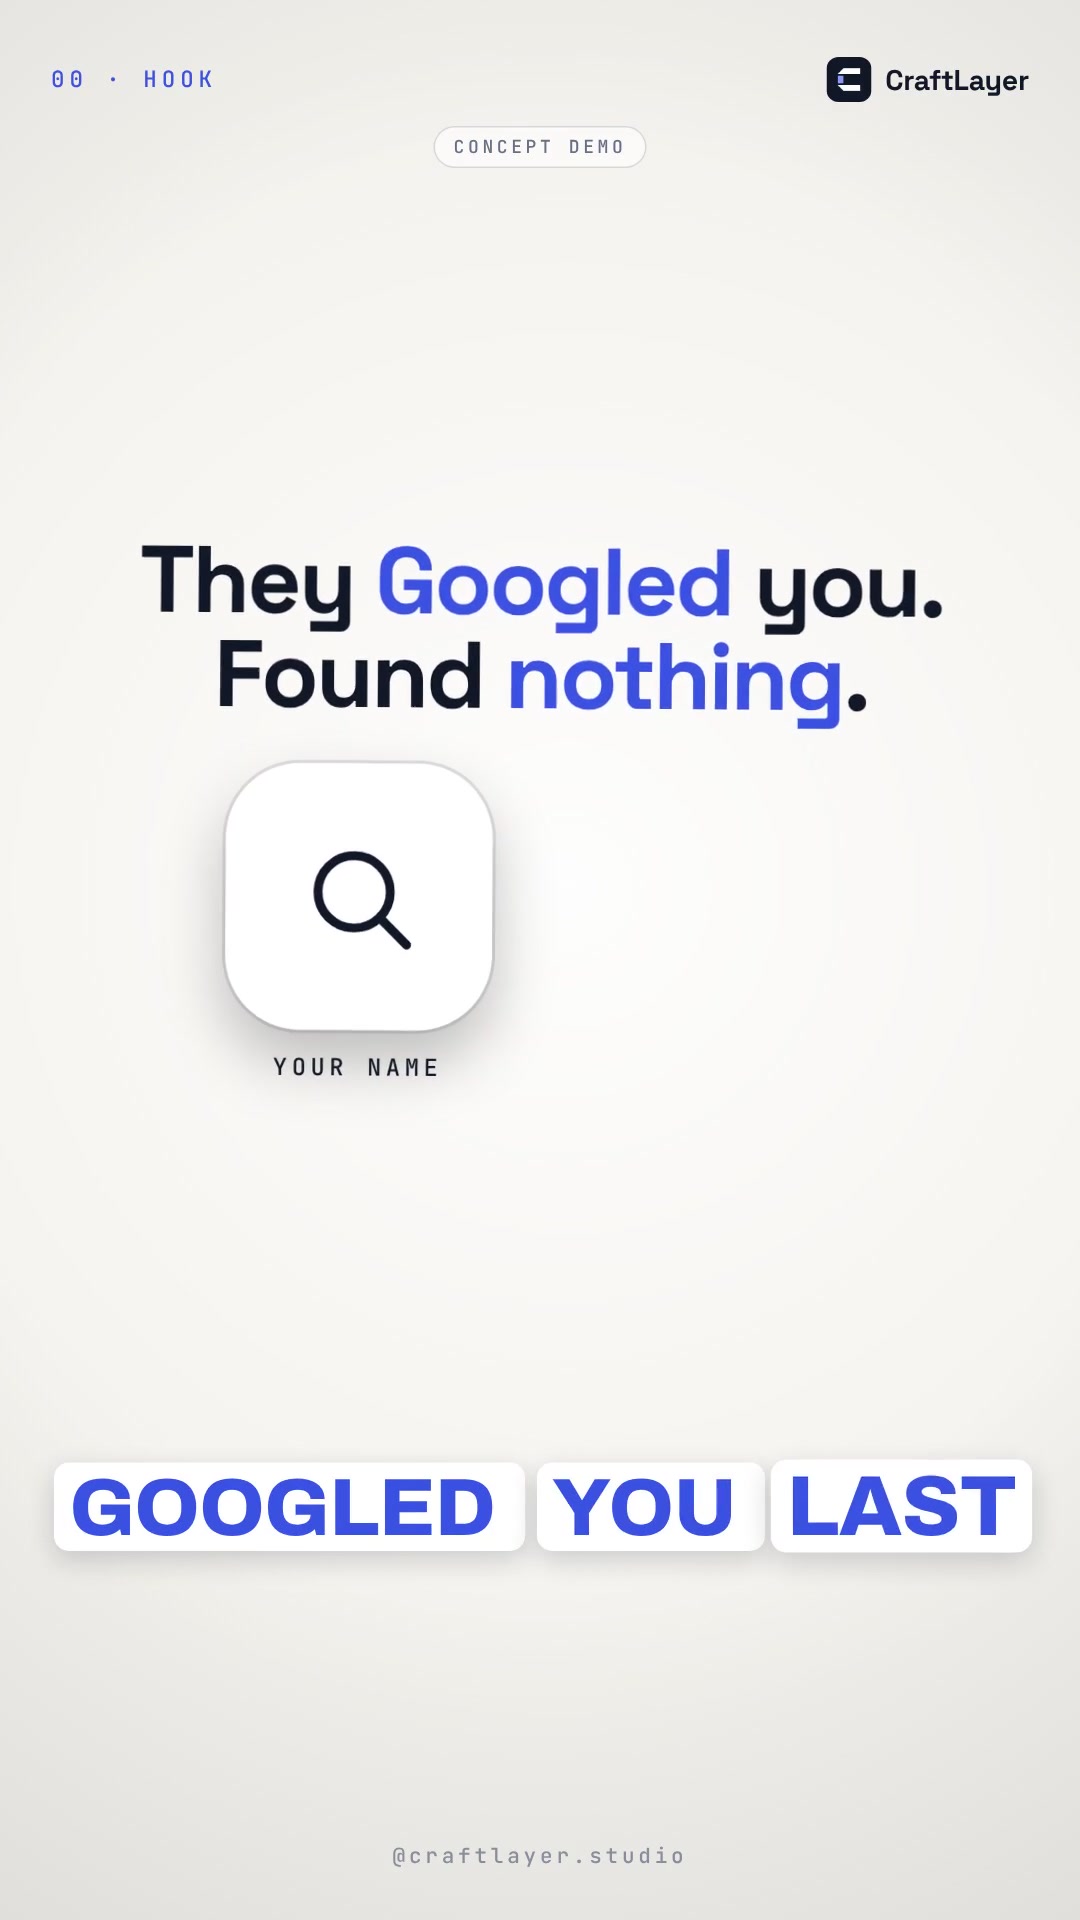 00 · HOOK
CraftLayer
CONCEPT DEMO
They Googled you.
Found nothing.
YOUR NAME
GOOGLED YOU LAST
@craftlayer.studio